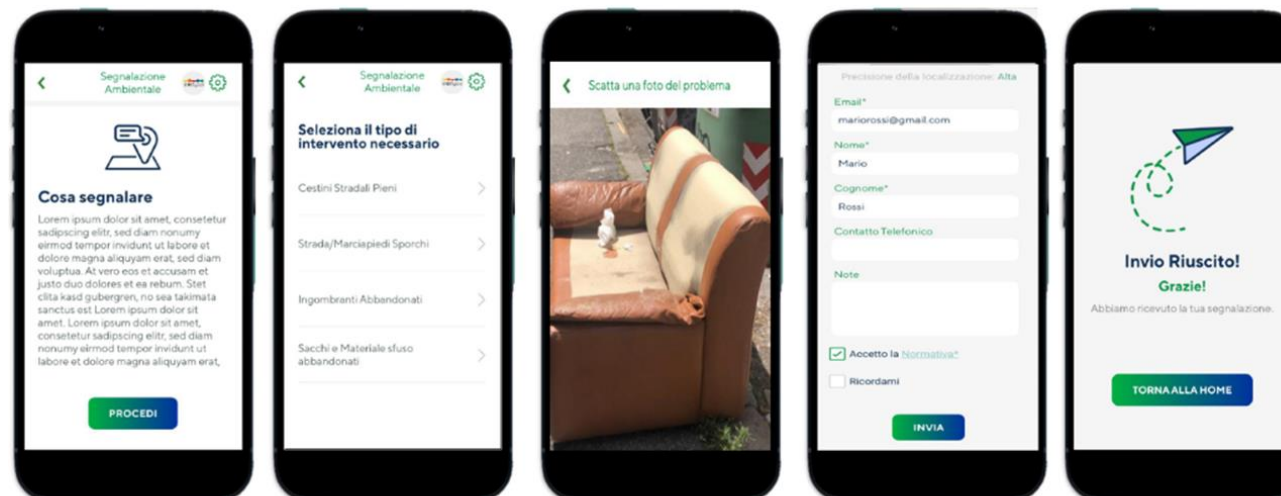 Segnalazione
Ambientale
Cosa segnalare
Lorem ipsum dolor sit amet, consetetur
sadipscing elitr, sed diam nonumy
eirmod tempor invidunt ut labore et
dolore magna aliquyam erat, sed diam
voluptua. At vero eos et accusam et
justo duo dolores et ea rebum. Stet
clita kasd gubergren, no sea takimata
sanctus est Lorem ipsum dolor sit
amet. Lorem ipsum dolor sit amet,
consetetur sadipscing elitr, sed diam
nonumy eirmod tempor invidunt ut
labore et dolore magna aliquyam erat,
PROCEDI
Segnalazione
Ambientale
Seleziona il tipo di
intervento necessario
Cestini Stradali Pieni
Strada/Marciapiedi Sporchi
Ingombranti Abbandonati
Sacchi e Materiale sfuso
abbandonati
Scatta una foto del problema
Precisione della localizzazione: Alta
Email*
mariorossi@gmail.com
Nome*
Mario
Cognome*
Rossi
Contatto Telefonico
Note
Accetto la Normativa*
Ricordami
INVIA
Invio Riuscito!
Grazie!
Abbiamo ricevuto la tua segnalazione.
TORNA ALLA HOME